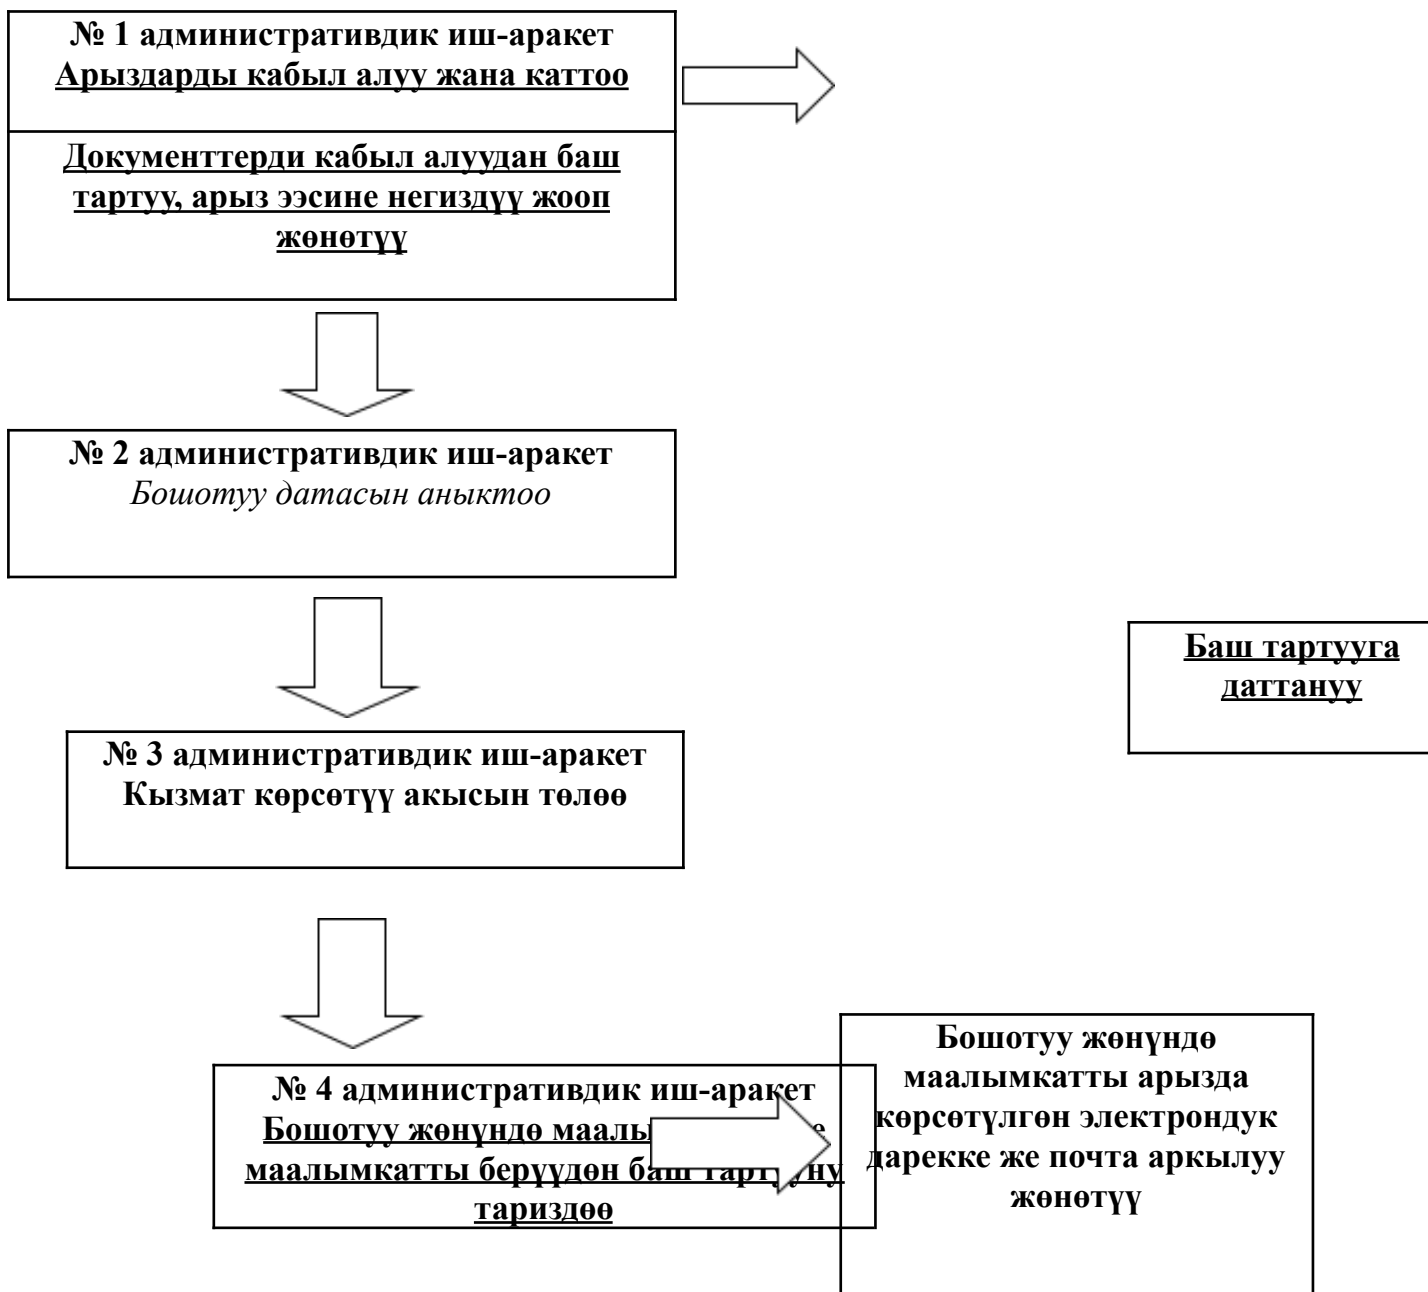 № 1 административдик иш-аракет
Арыздарды кабыл алуу жана каттоо
Документтерди кабыл алуудан баш
тартуу, арыз ээсине негиздүү жооп
жөнөтүү
№ 2 административдик иш-аракет
Бошотуу датасын аныктоо
Баш тартууга
даттануу
№ 3 административдик иш-аракет
Кызмат көрсөтүү акысын төлөө
№ 4 административдик иш-аракет
Бошотуу жөнүндө
маалымкатты берүүдөн баш тартууну
тариздөө
Бошотуу жөнүндө
маалымкатты арызда
көрсөтүлгөн электрондук
дарекке же почта аркылуу
жөнөтүү